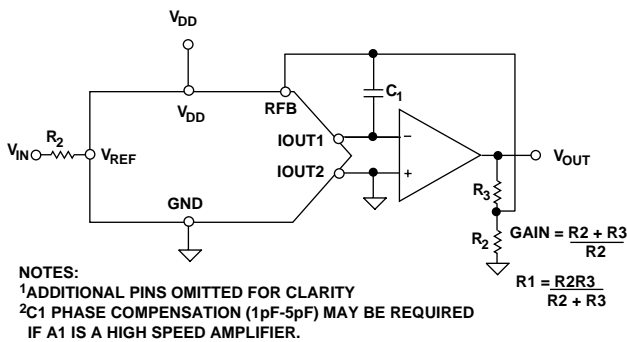 VDD
VDD
RFB
C1
R2
VIN
VREF
IOUT1
IOUT2
−
+
VOUT
GND
R3
R2
GAIN = R2 + R3
R2
R1 = R2R3
R2 + R3
NOTES:
1ADDITIONAL PINS OMITTED FOR CLARITY
2C1 PHASE COMPENSATION (1pF-5pF) MAY BE REQUIRED
IF A1 IS A HIGH SPEED AMPLIFIER.